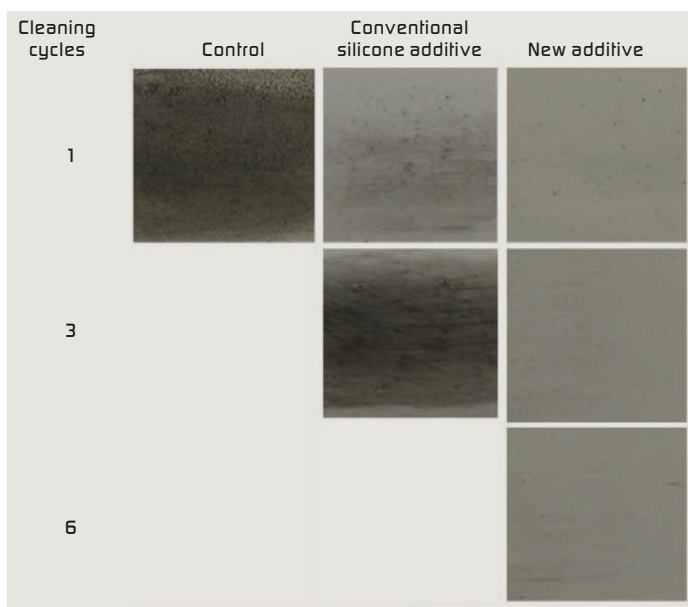 Cleaning
cycles
Control
Conventional
silicone additive
New additive
1
3
6